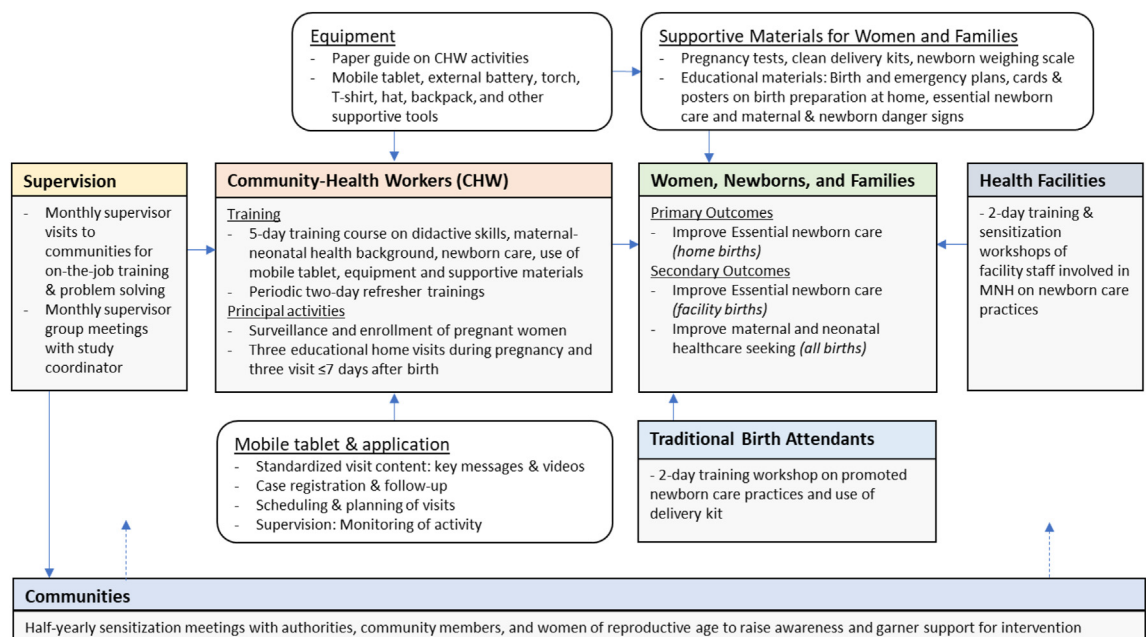 Equipment
- Paper guide on CHW activities
- Mobile tablet, external battery, torch,
T-shirt, hat, backpack, and other
supportive tools
Supportive Materials for Women and Families
- Pregnancy tests, clean delivery kits, newborn weighing scale
- Educational materials: Birth and emergency plans, cards &
posters on birth preparation at home, essential newborn
care and maternal & newborn danger signs
Supervision
- Monthly supervisor
visits to
communities for
on-the-job training
& problem solving
- Monthly supervisor
group meetings
with study
coordinator
Community-Health Workers (CHW)
Training
- 5-day training course on didactic skills, maternal-
neonatal health background, newborn care, use of
mobile tablet, equipment and supportive materials
- Periodic two-day refresher trainings
Principal activities
- Surveillance and enrollment of pregnant women
- Three educational home visits during pregnancy and
three visit ≤7 days after birth
Women, Newborns, and Families
Primary Outcomes
- Improve Essential newborn care
(home births)
Secondary Outcomes
- Improve Essential newborn care
(facility births)
- Improve maternal and neonatal
healthcare seeking (all births)
Health Facilities
- 2-day training &
sensitization
workshops of
facility staff involved in
MNH on newborn care
practices
Mobile tablet & application
- Standardized visit content: key messages & videos
- Case registration & follow-up
- Scheduling & planning of visits
- Supervision: Monitoring of activity
Traditional Birth Attendants
- 2-day training workshop on promoted
newborn care practices and use of
delivery kit
Communities
Half-yearly sensitization meetings with authorities, community members, and women of reproductive age to raise awareness and garner support for intervention